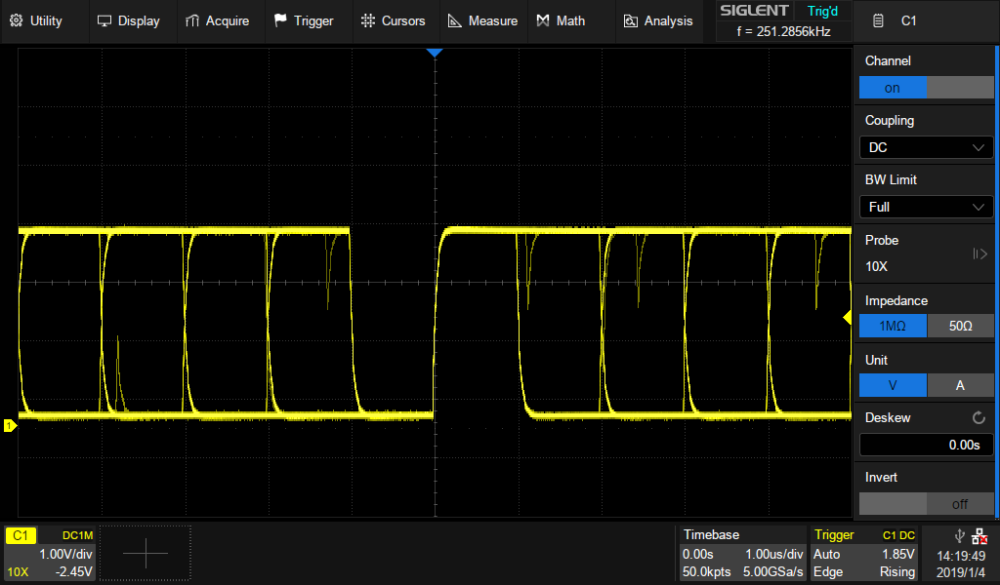 Utility Display Acquire Trigger Cursors Measure Math Analysis SIGLENT Trig'd C1
f = 251.2856kHz
Channel
on
Coupling
DC
BW Limit
Full
Probe
10X
Impedance
1MΩ 50Ω
Unit
V A
Deskew
0.00s
Invert
off
1
C1 DC1M
1.00V/div
10X -2.45V
Timebase
0.00s 1.00us/div
50.0kpts 5.00GSa/s
Trigger C1 DC
Auto 1.85V
Edge Rising
14:19:49
2019/1/4